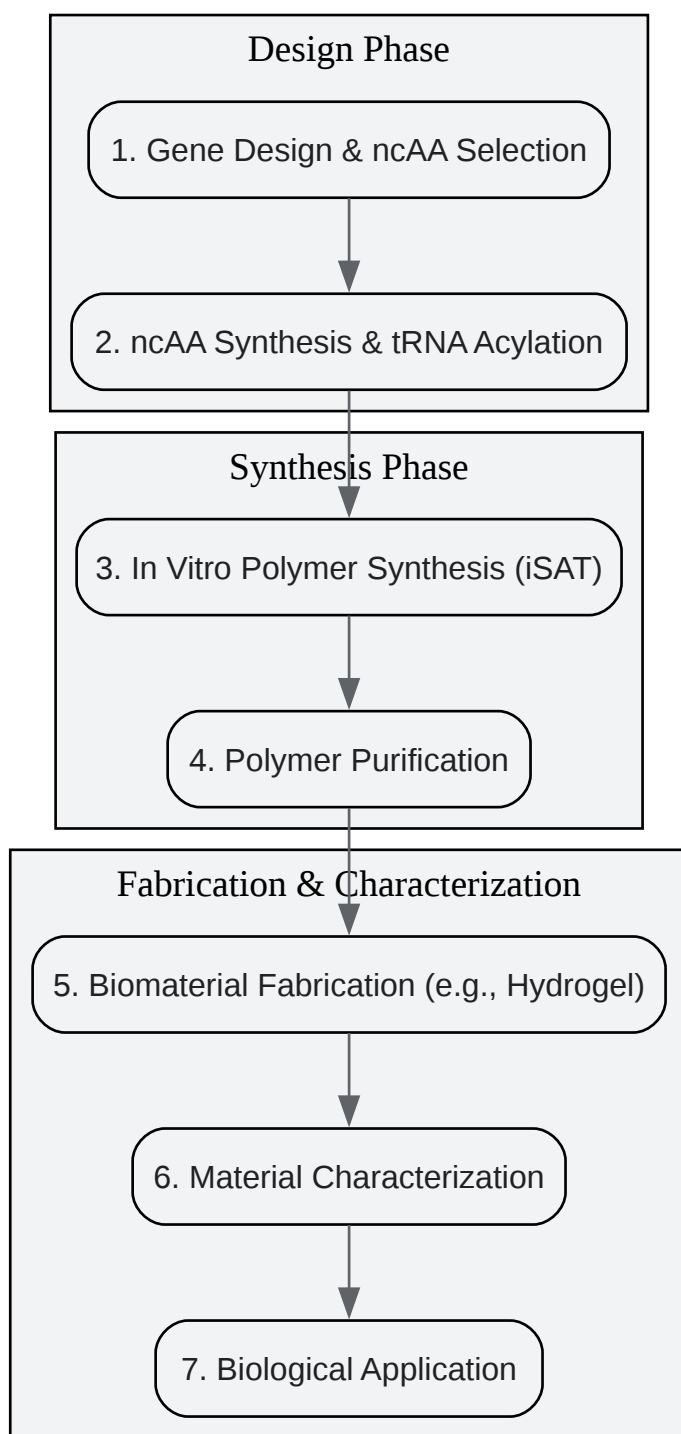 Design Phase
1. Gene Design & ncAA Selection
2. ncAA Synthesis & tRNA Acylation
Synthesis Phase
3. In Vitro Polymer Synthesis (iSAT)
4. Polymer Purification
Fabrication & Characterization
5. Biomaterial Fabrication (e.g., Hydrogel)
6. Material Characterization
7. Biological Application